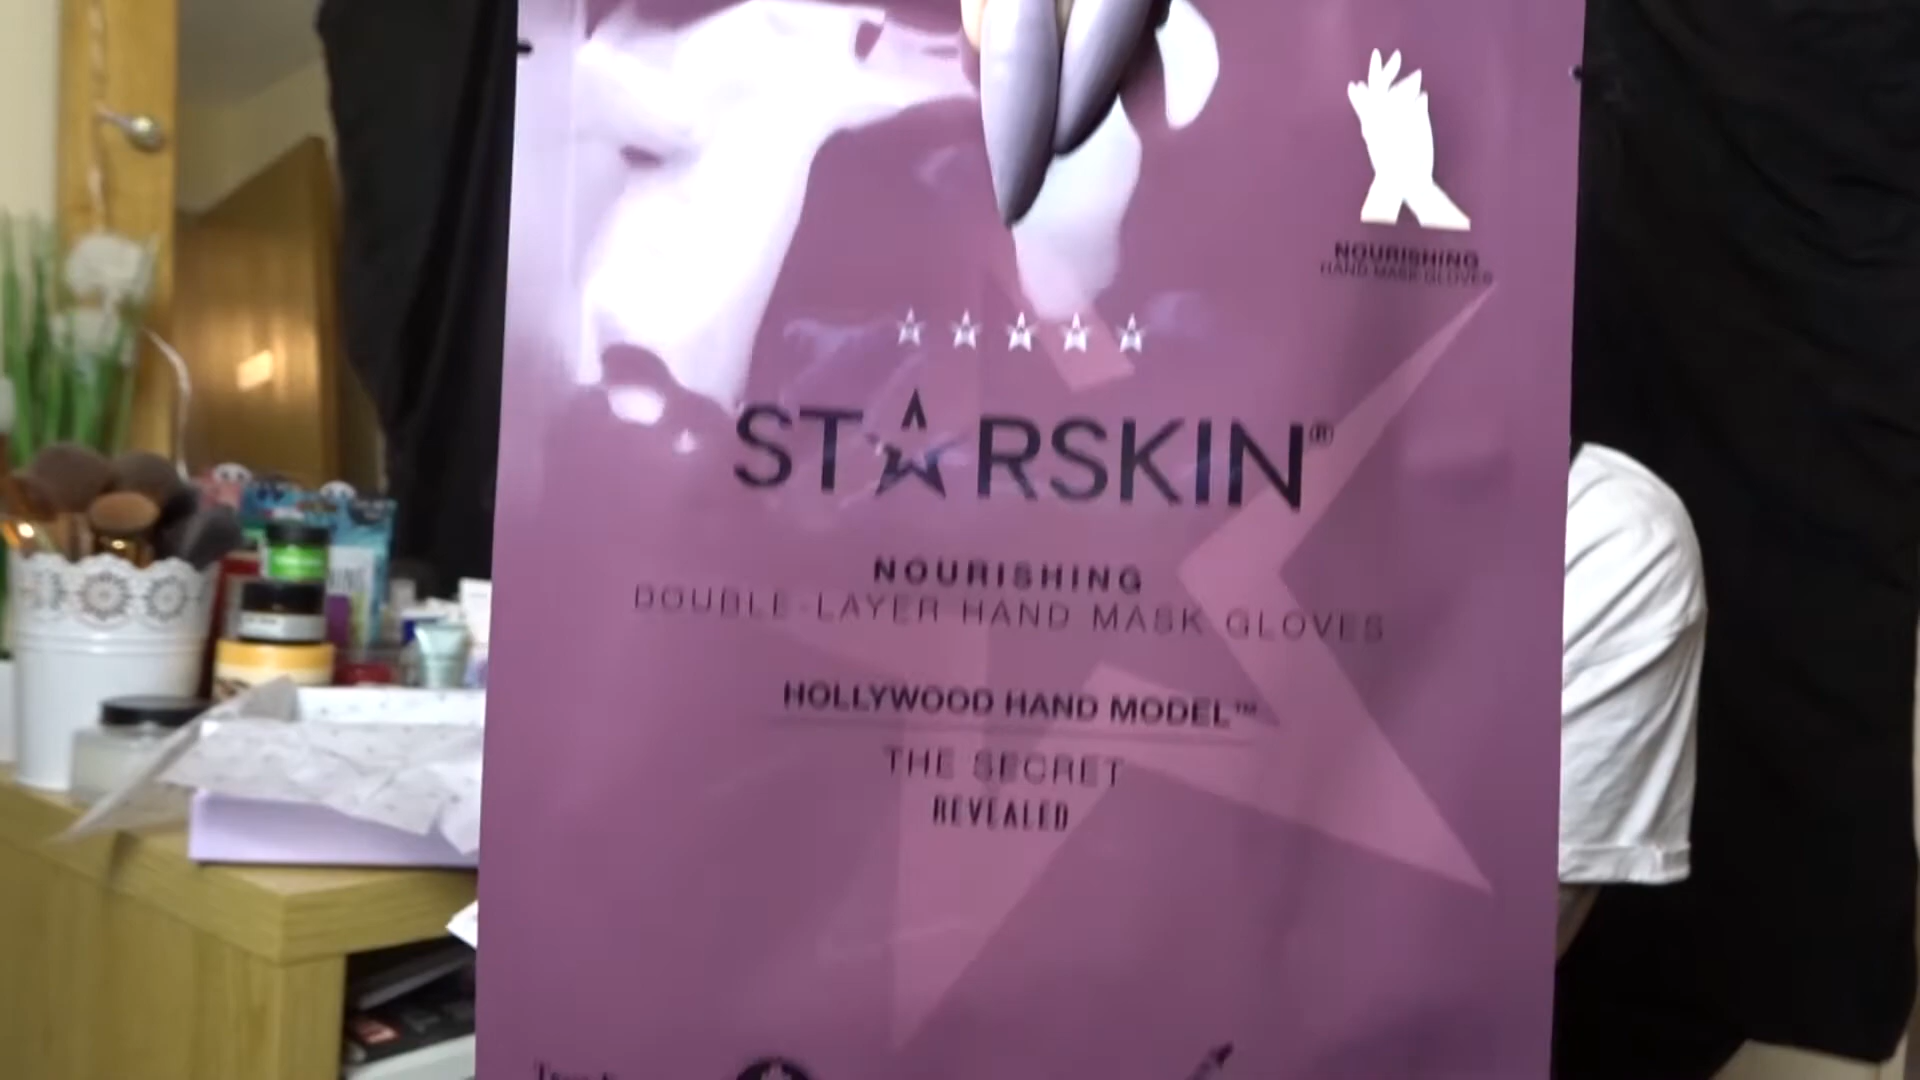 NOURISHING
HAND MASK GLOVES
STARSKIN®
NOURISHING
DOUBLE-LAYER HAND MASK GLOVES
HOLLYWOOD HAND MODEL™
THE SECRET
REVEALED